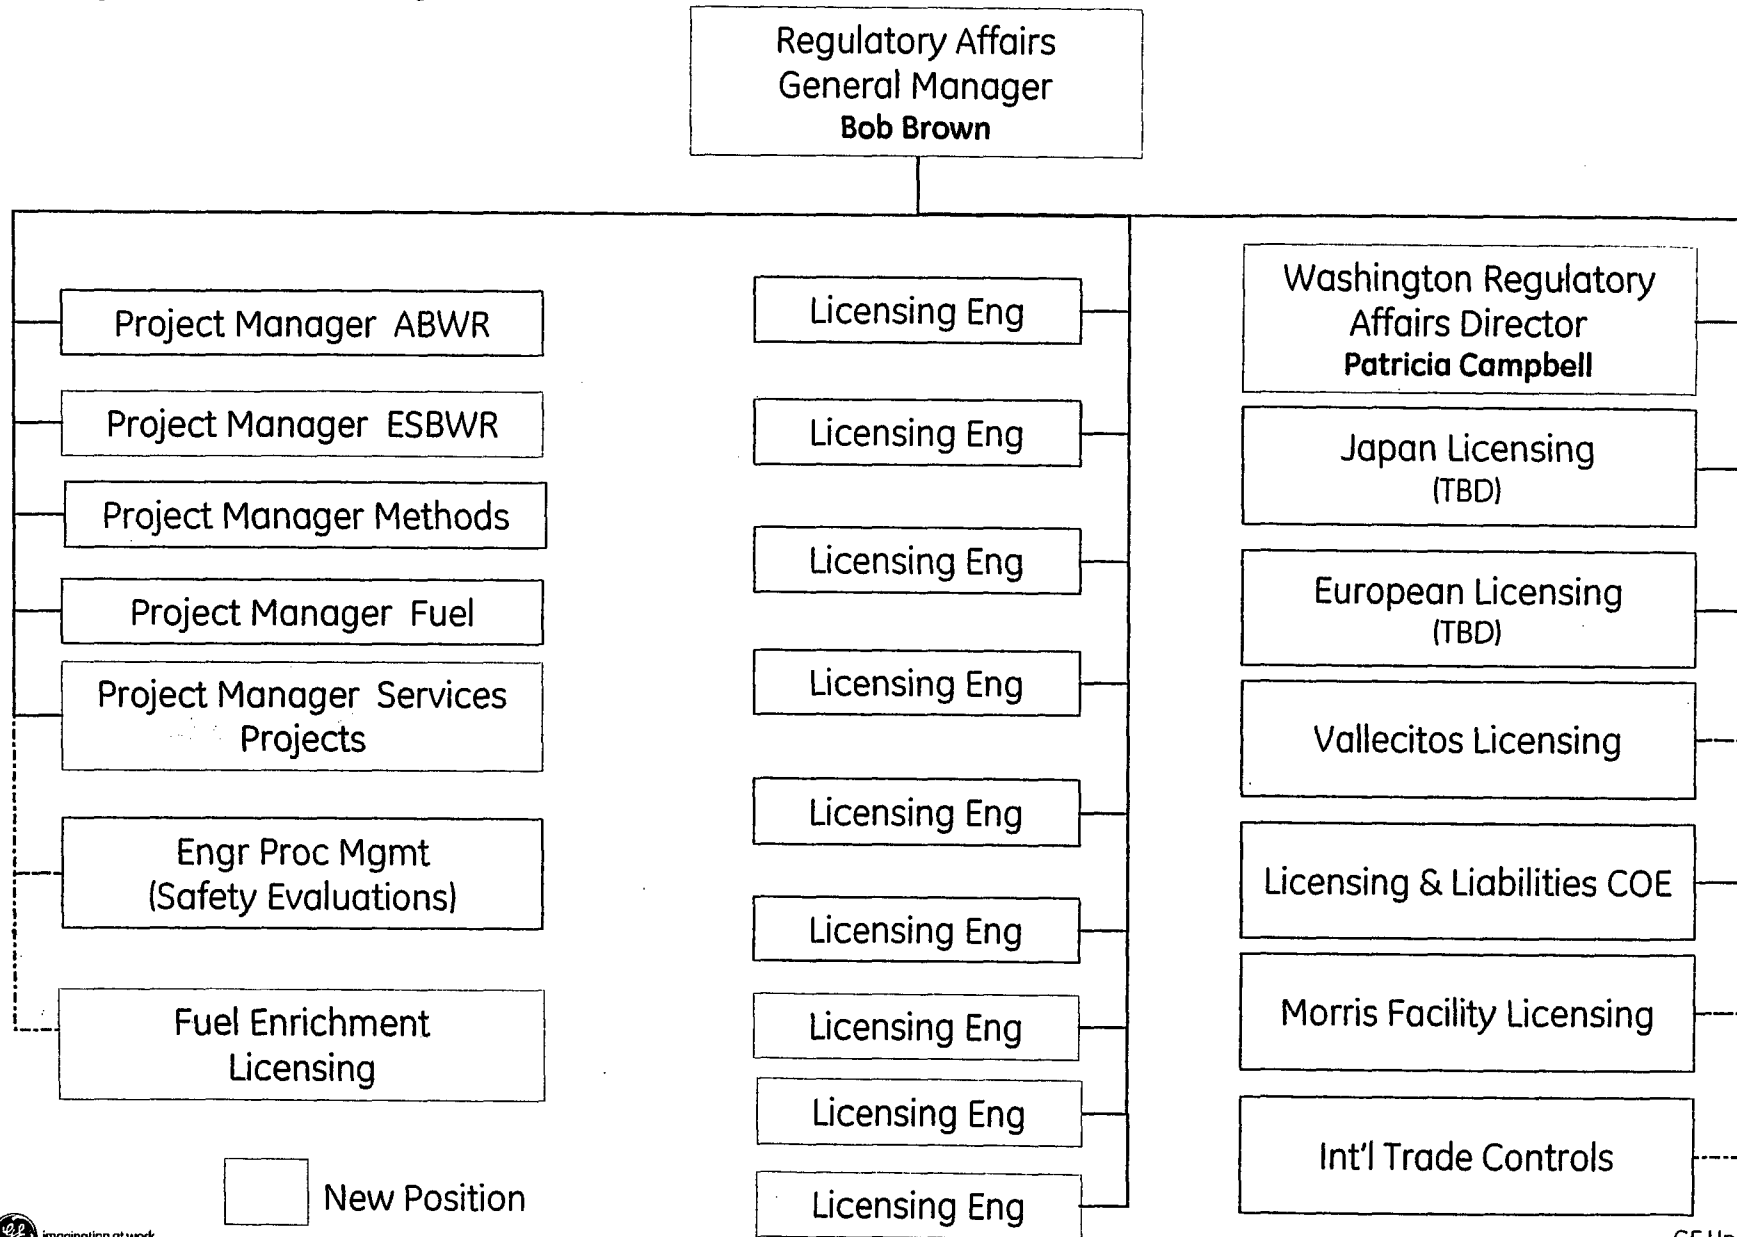 Regulatory Affairs
General Manager
Bob Brown
Project Manager ABWR
Project Manager ESBWR
Project Manager Methods
Project Manager Fuel
Project Manager Services
Projects
Engr Proc Mgmt
(Safety Evaluations)
Fuel Enrichment
Licensing
New Position
Licensing Eng
Licensing Eng
Licensing Eng
Licensing Eng
Licensing Eng
Licensing Eng
Licensing Eng
Licensing Eng
Licensing Eng
Washington Regulatory
Affairs Director
Patricia Campbell
Japan Licensing
(TBD)
European Licensing
(TBD)
Vallecitos Licensing
Licensing & Liabilities COE
Morris Facility Licensing
Int'l Trade Controls
imagination at work